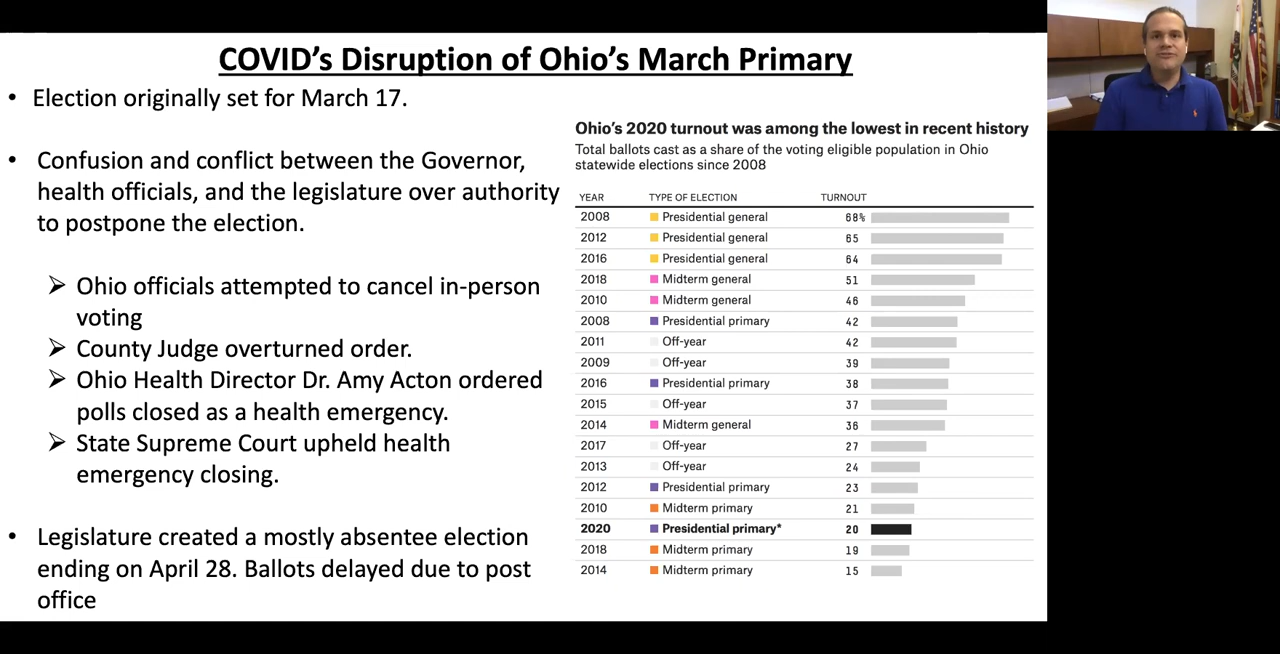 COVID's Disruption of Ohio's March Primary
• Election originally set for March 17.
• Confusion and conflict between the Governor,
health officials, and the legislature over authority
to postpone the election.
➢ Ohio officials attempted to cancel in-person
voting
➢ County Judge overturned order.
➢ Ohio Health Director Dr. Amy Acton ordered
polls closed as a health emergency.
➢ State Supreme Court upheld health
emergency closing.
• Legislature created a mostly absentee election
ending on April 28. Ballots delayed due to post
office
Ohio's 2020 turnout was among the lowest in recent history
Total ballots cast as a share of the voting eligible population in Ohio
statewide elections since 2008
YEAR TYPE OF ELECTION TURNOUT
2008 Presidential general 68%
2012 Presidential general 65
2016 Presidential general 64
2018 Midterm general 51
2010 Midterm general 46
2008 Presidential primary 42
2011 Off-year 42
2009 Off-year 39
2016 Presidential primary 38
2015 Off-year 37
2014 Midterm general 36
2017 Off-year 27
2013 Off-year 24
2012 Presidential primary 23
2010 Midterm primary 21
2020 Presidential primary* 20
2018 Midterm primary 19
2014 Midterm primary 15